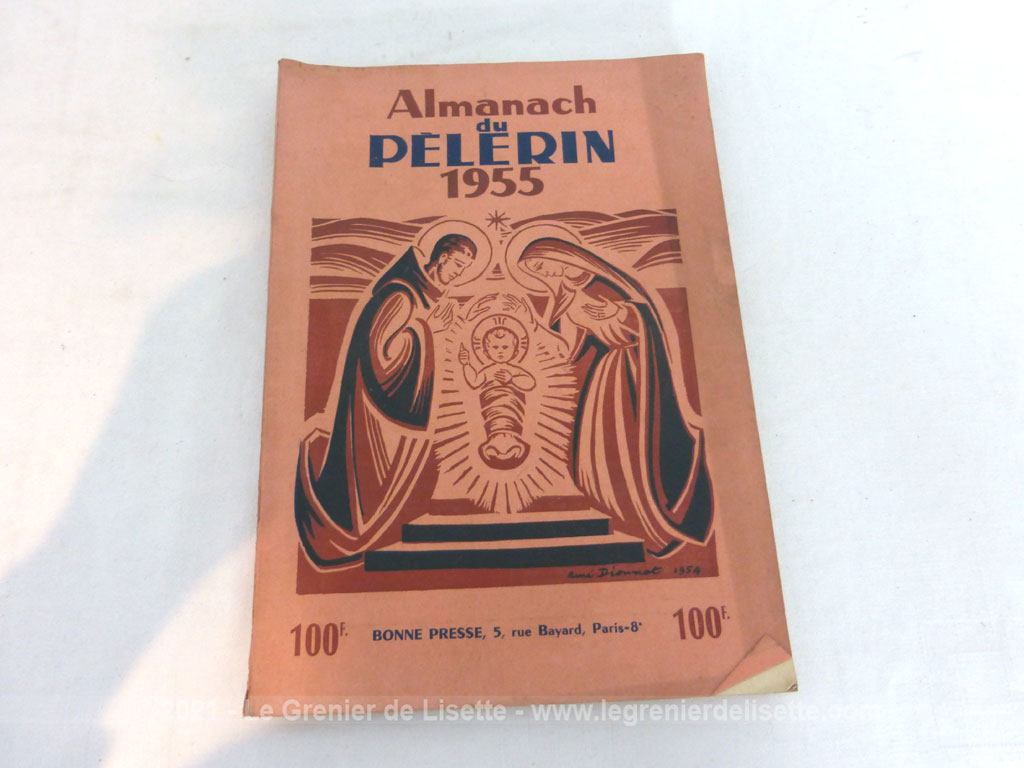 Almanach
du
PÈLERIN
1955
René Dionnet 1954
100F.
BONNE PRESSE, 5, rue Bayard, Paris-8e
100F.
2021 - Le Grenier de Lisette - www.legrenierdelisette.com